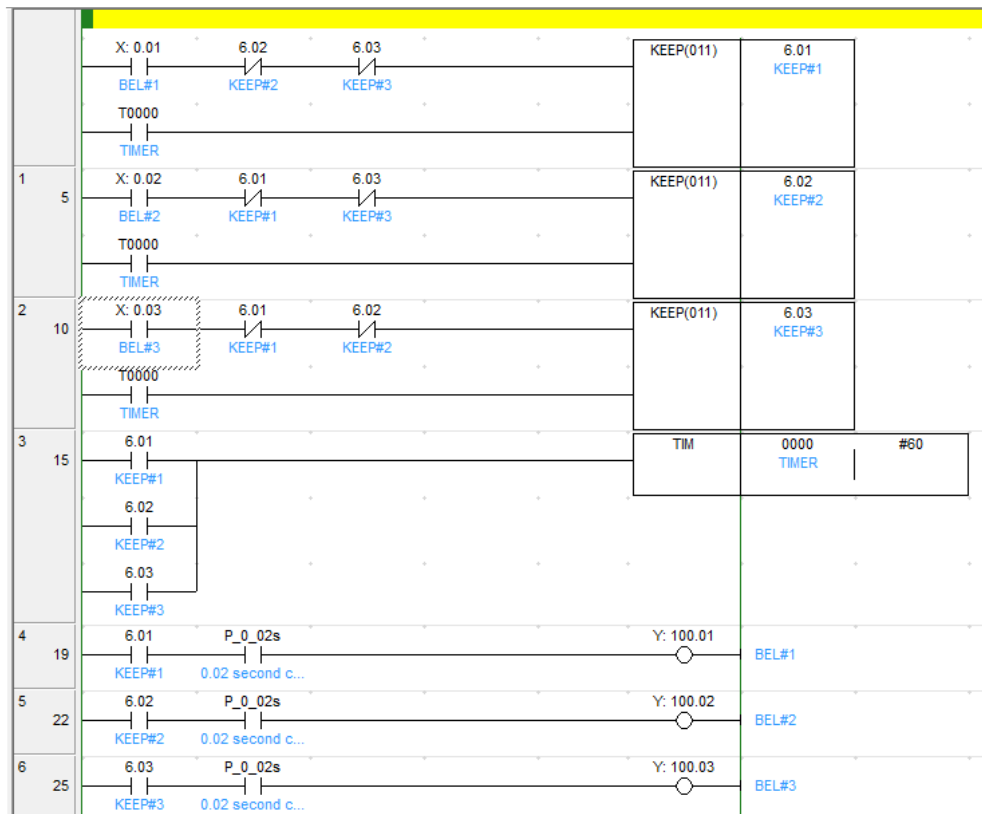 X: 0.01 6.02 6.03 KEEP(011) 6.01
BEL#1 KEEP#2 KEEP#3 KEEP#1
T0000
TIMER
1 5 X: 0.02 6.01 6.03 KEEP(011) 6.02
BEL#2 KEEP#1 KEEP#3 KEEP#2
T0000
TIMER
2 10 X: 0.03 6.01 6.02 KEEP(011) 6.03
BEL#3 KEEP#1 KEEP#2 KEEP#3
T0000
TIMER
3 15 6.01 TIM 0000 #60
KEEP#1 TIMER
6.02
KEEP#2
6.03
KEEP#3
4 19 6.01 P_0_02s Y: 100.01 BEL#1
KEEP#1 0.02 second c...
5 22 6.02 P_0_02s Y: 100.02 BEL#2
KEEP#2 0.02 second c...
6 25 6.03 P_0_02s Y: 100.03 BEL#3
KEEP#3 0.02 second c...